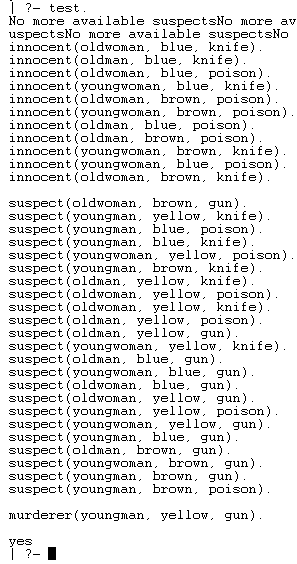 | ?- test.
No more available suspectsNo more av
uspectsNo more available suspectsNo
innocent(oldwoman, blue, knife).
innocent(oldman, blue, knife).
innocent(oldwoman, blue, poison).
innocent(youngwoman, blue, knife).
innocent(oldwoman, brown, poison).
innocent(youngwoman, brown, poison).
innocent(oldman, blue, poison).
innocent(oldman, brown, poison).
innocent(youngwoman, brown, knife).
innocent(youngwoman, blue, poison).
innocent(oldwoman, brown, knife).
suspect(oldwoman, brown, gun).
suspect(youngman, yellow, knife).
suspect(youngman, blue, poison).
suspect(youngman, blue, knife).
suspect(youngwoman, yellow, poison).
suspect(youngman, brown, knife).
suspect(oldman, yellow, knife).
suspect(oldwoman, yellow, poison).
suspect(oldwoman, yellow, knife).
suspect(oldman, yellow, poison).
suspect(oldman, yellow, gun).
suspect(youngwoman, yellow, knife).
suspect(oldman, blue, gun).
suspect(youngwoman, blue, gun).
suspect(oldwoman, blue, gun).
suspect(oldwoman, yellow, gun).
suspect(youngman, yellow, poison).
suspect(youngwoman, yellow, gun).
suspect(youngman, blue, gun).
suspect(oldman, brown, gun).
suspect(youngwoman, brown, gun).
suspect(youngman, brown, gun).
suspect(youngman, brown, poison).
murderer(youngman, yellow, gun).
yes
| ?-